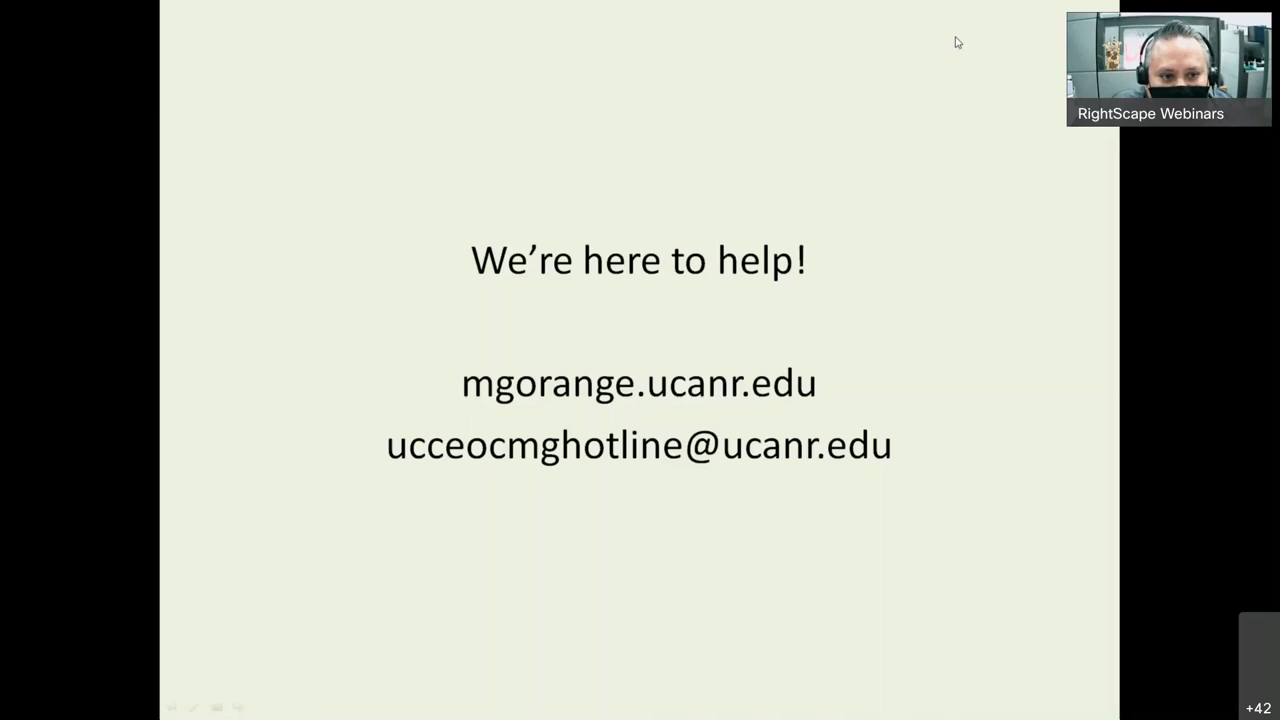 We’re here to help!
mgorange.ucanr.edu
ucceocmghotline@ucanr.edu
RightScape Webinars
+42